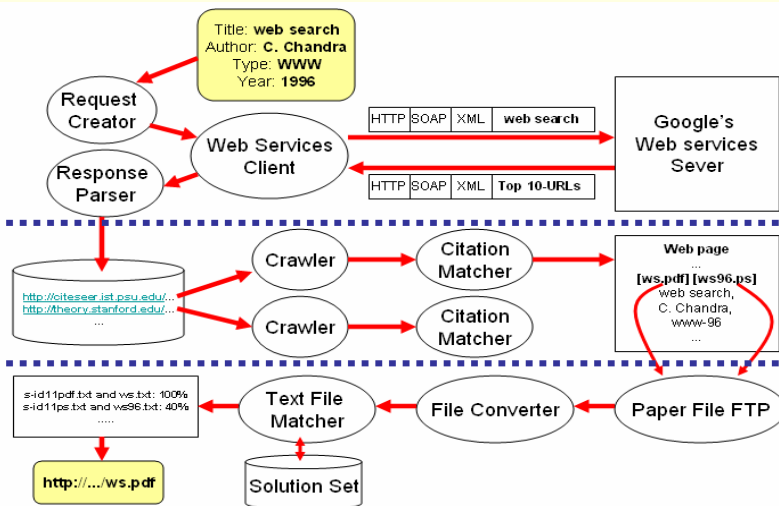 Title: web search
Author: C. Chandra
Type: WWW
Year: 1996
Request
Creator
Web Services
Client
Response
Parser
HTTP SOAP XML web search
HTTP SOAP XML Top 10-URLs
Google's
Web services
Sever
http://citeseer.ist.psu.edu/...
http://theory.stanford.edu/...
...
Crawler
Citation
Matcher
Crawler
Citation
Matcher
Web page
...
[ws.pdf] [ws96.ps]
web search,
C. Chandra,
www-96
...
s-id11pdf.txt and ws.txt: 100%
s-id11ps.txt and ws96.txt: 40%
.....
Text File
Matcher
File Converter
Paper File FTP
http://.../ws.pdf
Solution Set